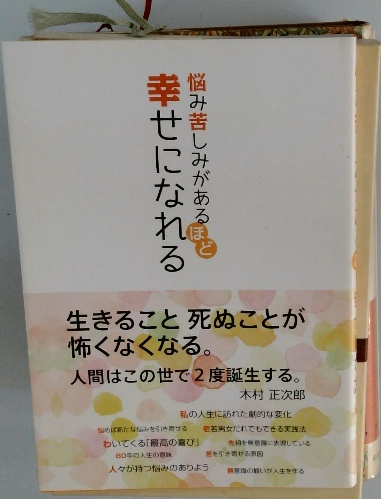 悩み苦しみがあるほど
幸せになれる
生きること 死ぬことが
怖くなくなる。
人間はこの世で2度誕生する。
木村 正次郎
私の人生に訪れた劇的な変化
悩めば新たな悩みを引き寄せる
老若男女だれでもできる実践法
わいてくる「最高の喜び」
先祖を無意識に表現している
80年の人生の意味
苦を引き寄せる原因
人々が持つ悩みのありよう
無意識の願いが人生を作る